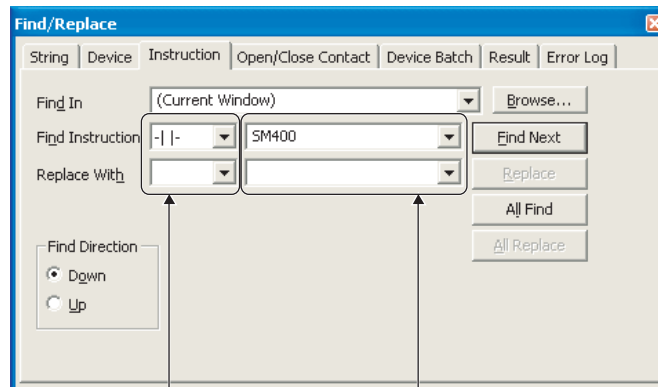 Find/Replace
String Device Instruction Open/Close Contact Device Batch Result Error Log
Find In (Current Window) Browse...
Find Instruction -| |- SM400 Find Next
Replace With Replace
All Find
All Replace
Find Direction
Down
Up